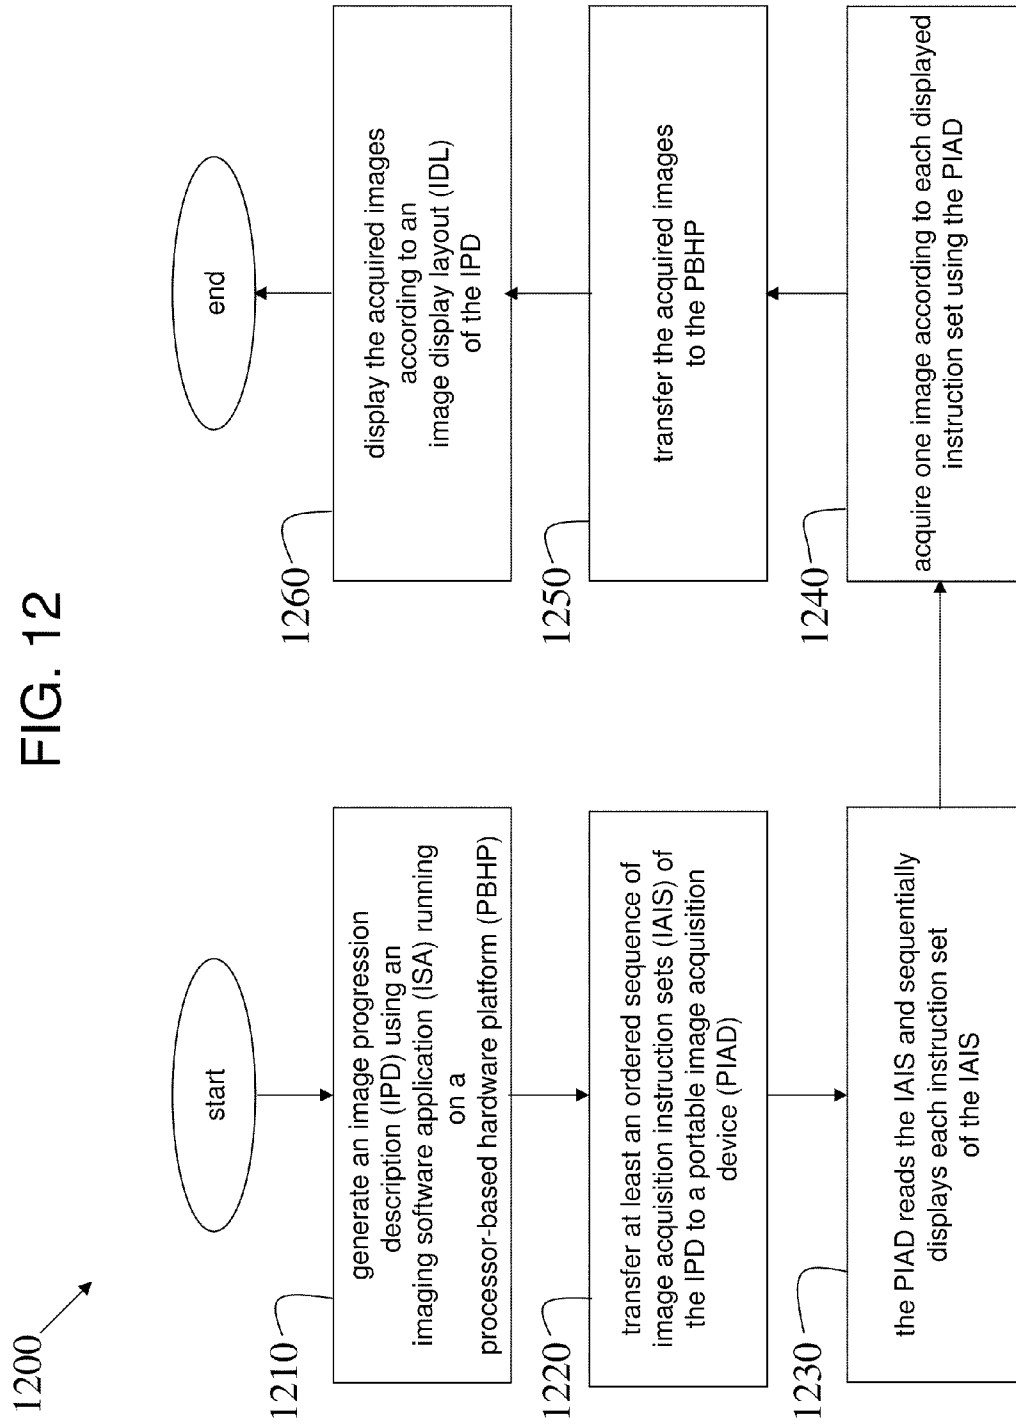 FIG. 12
1200
start
1210
generate an image progression
description (IPD) using an
imaging software application (ISA) running
on a
processor-based hardware platform (PBHP)
1220
transfer at least an ordered sequence of
image acquisition instruction sets (IAIS) of
the IPD to a portable image acquisition
device (PIAD)
1230
the PIAD reads the IAIS and sequentially
displays each instruction set
of the IAIS
1240
acquire one image according to each displayed
instruction set using the PIAD
1250
transfer the acquired images
to the PBHP
1260
display the acquired images
according to an
image display layout (IDL)
of the IPD
end